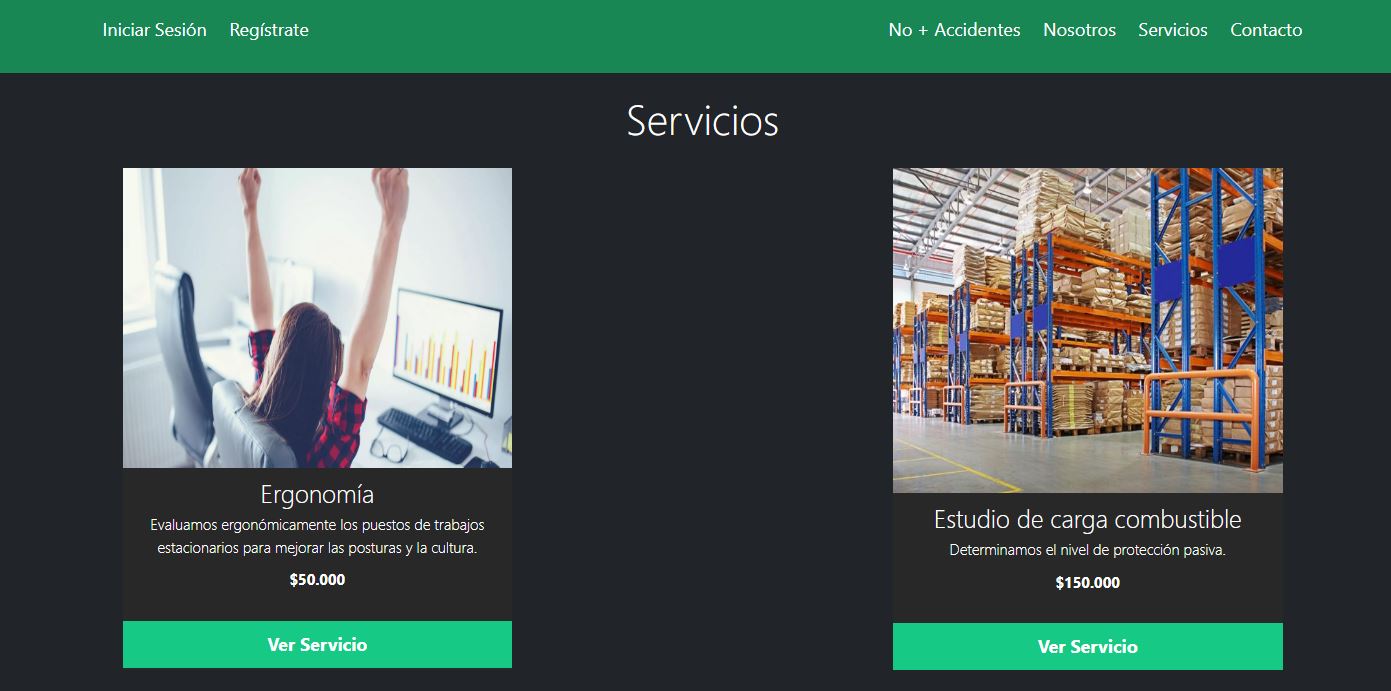 Iniciar Sesión Regístrate
No + Accidentes Nosotros Servicios Contacto
Servicios
Ergonomía
Evaluamos ergonómicamente los puestos de trabajos
estacionarios para mejorar las posturas y la cultura.
$50.000
Ver Servicio
Estudio de carga combustible
Determinamos el nivel de protección pasiva.
$150.000
Ver Servicio